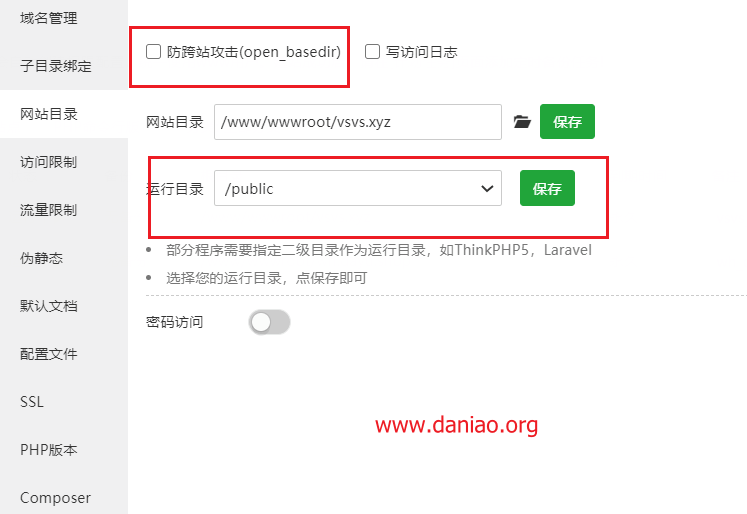 域名管理
子目录绑定
网站目录
访问限制
流量限制
伪静态
默认文档
配置文件
SSL
PHP版本
Composer
防跨站攻击(open_basedir) 写访问日志
网站目录 /www/wwwroot/vsvs.xyz 保存
运行目录 /public 保存
部分程序需要指定二级目录作为运行目录，如ThinkPHP5，Laravel
选择您的运行目录，点保存即可
密码访问
www.daniao.org